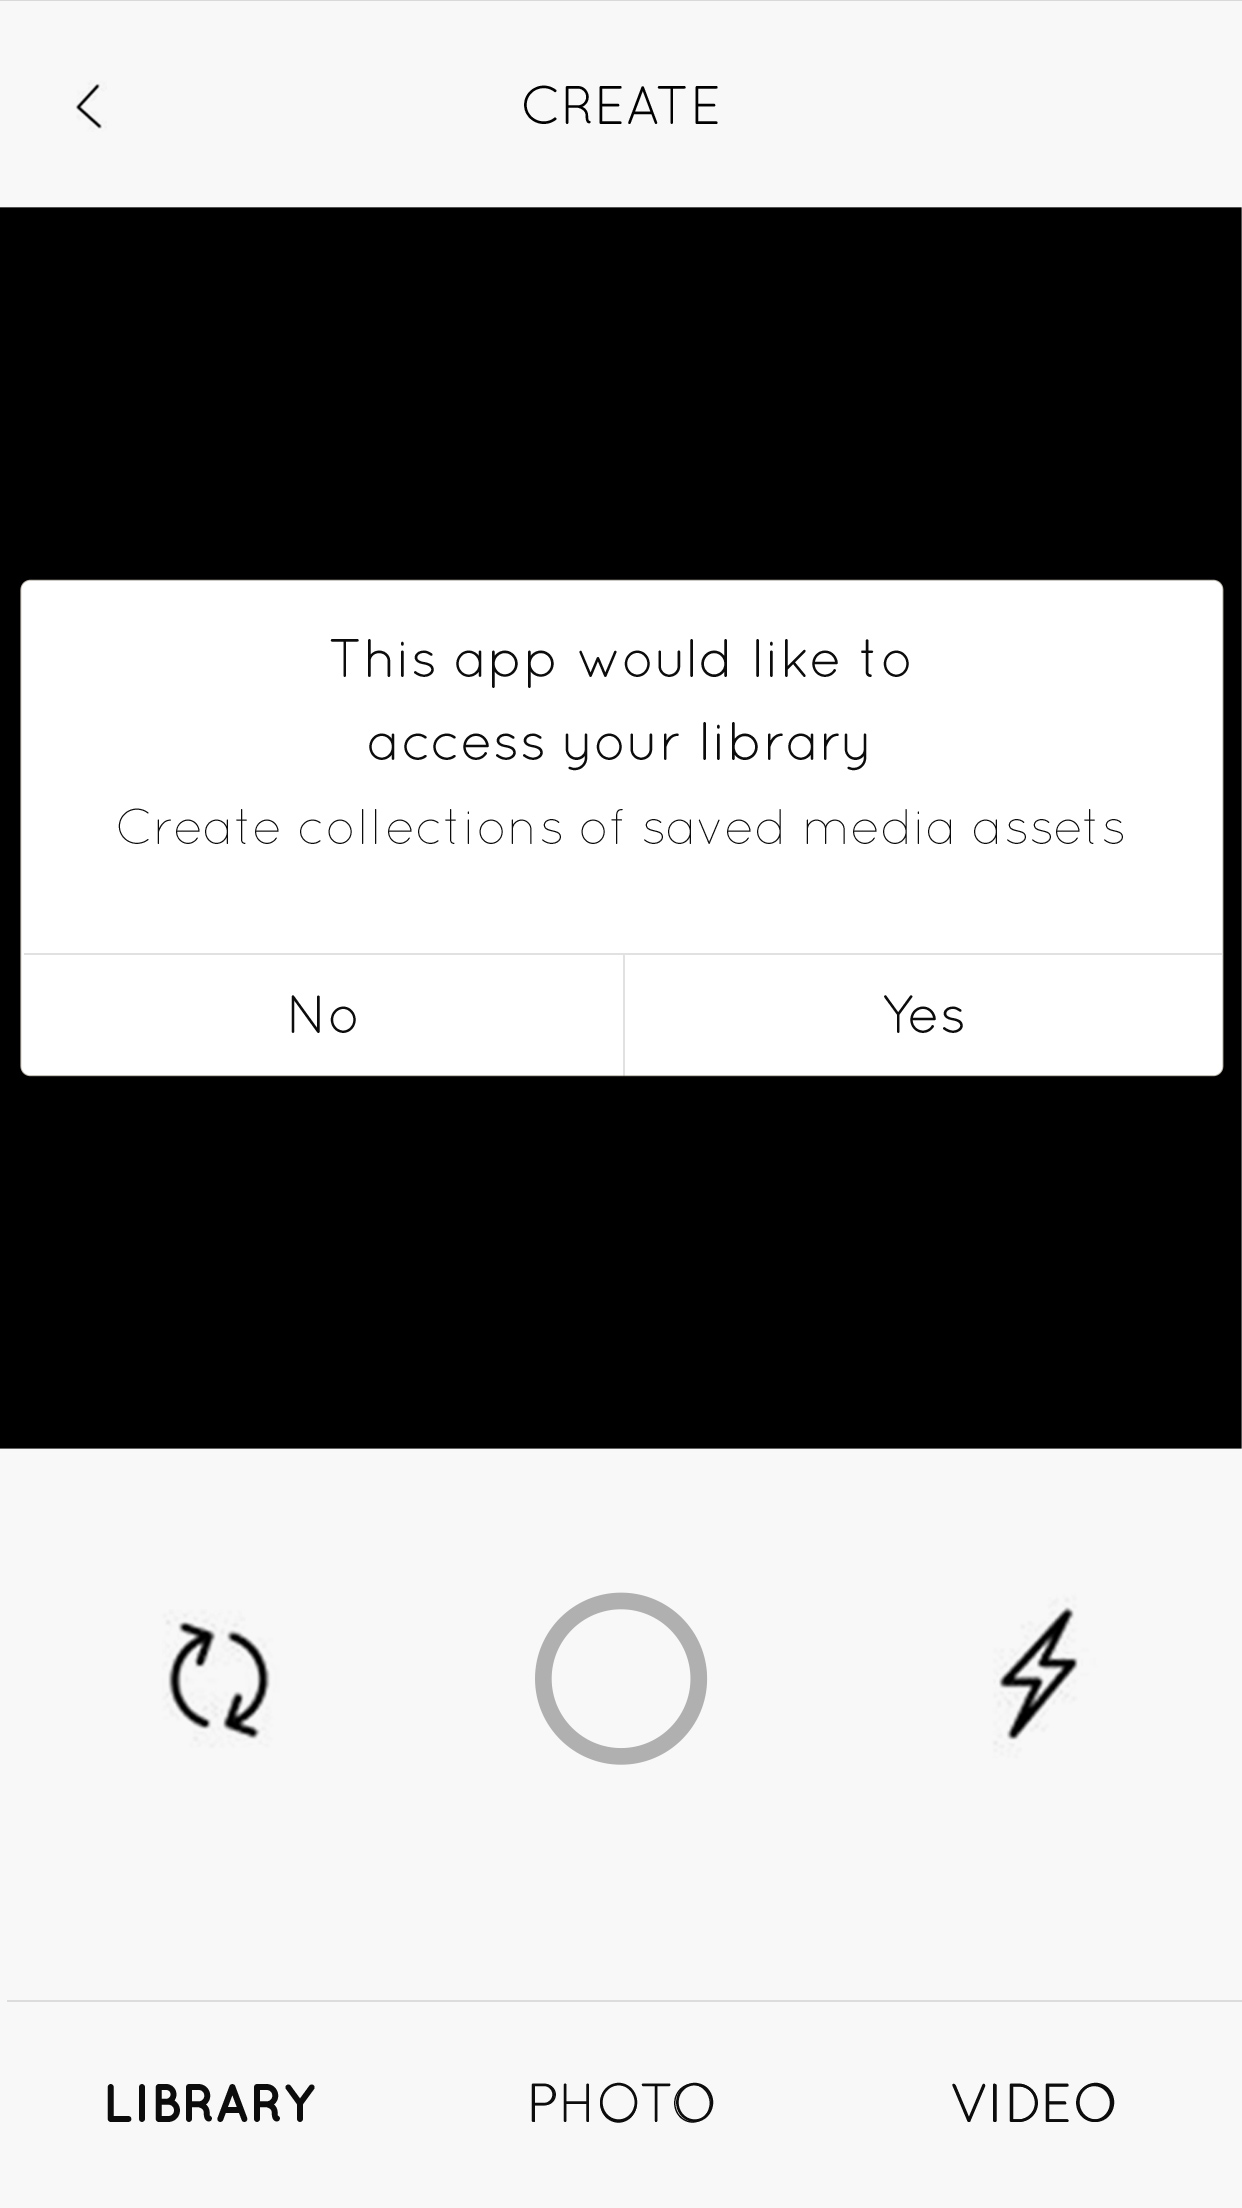 CREATE
This app would like to
access your library
Create collections of saved media assets
No
Yes
LIBRARY
PHOTO
VIDEO